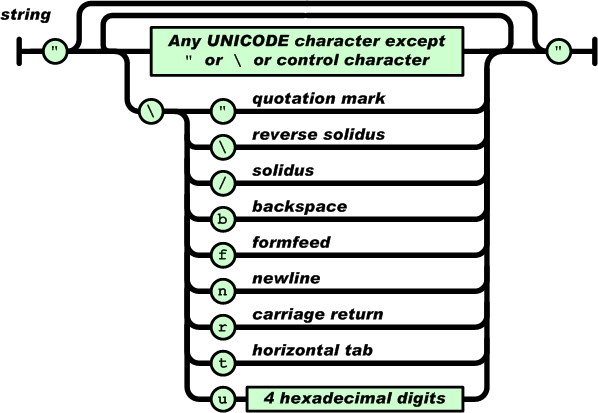 string
" Any UNICODE character except "
" or \ or control character
\ " quotation mark
\ reverse solidus
/ solidus
b backspace
f formfeed
n newline
r carriage return
t horizontal tab
u 4 hexadecimal digits